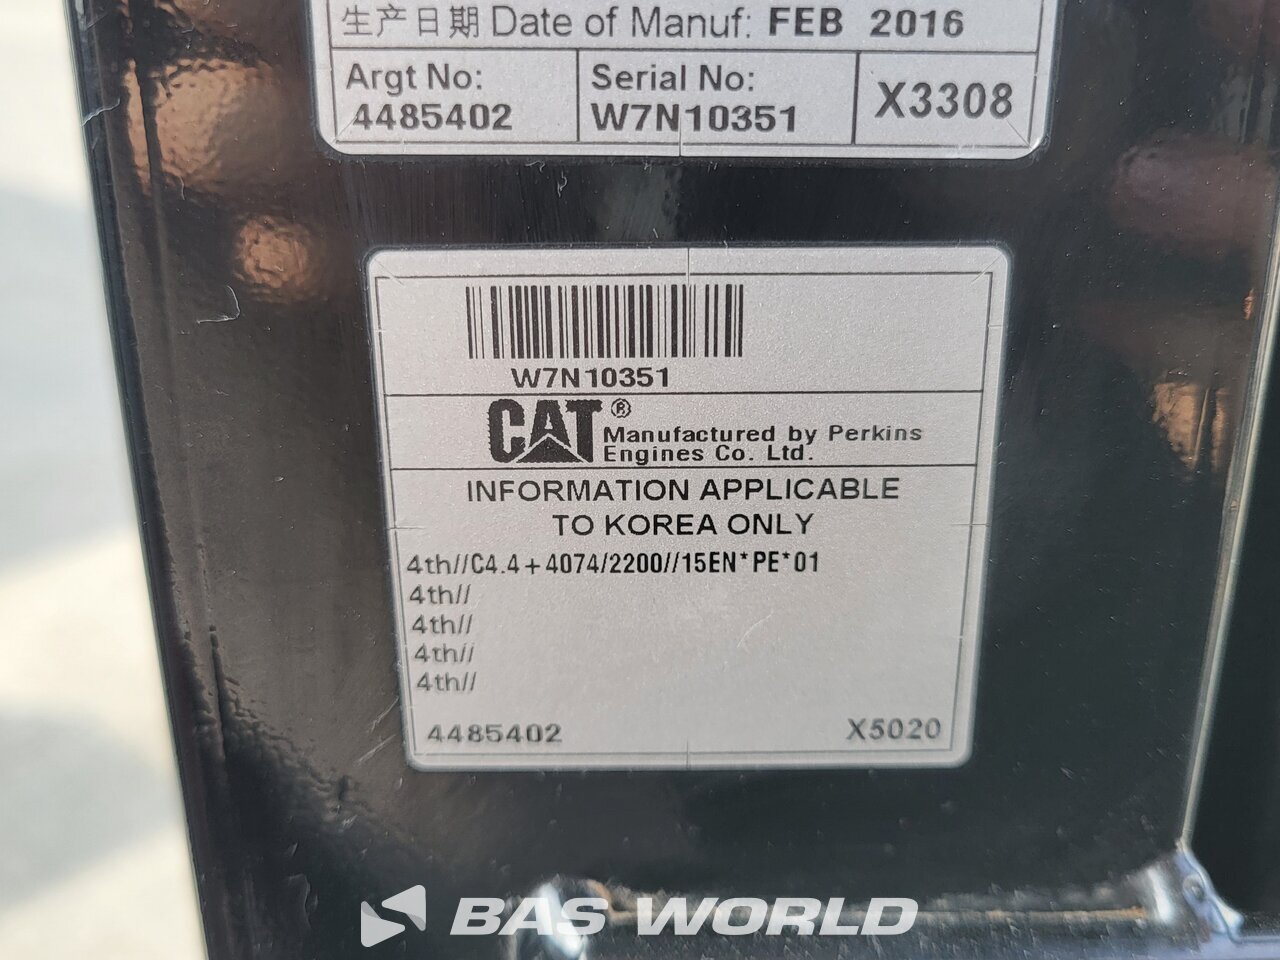 生产日期 Date of Manuf: FEB 2016
Argt No: Serial No:
4485402 W7N10351 X3308
W7N10351
CAT® Manufactured by Perkins
Engines Co. Ltd.
INFORMATION APPLICABLE
TO KOREA ONLY
4th//C4.4+4074/2200//15EN*PE*01
4th//
4th//
4th//
4th//
4485402 X5020
BAS WORLD